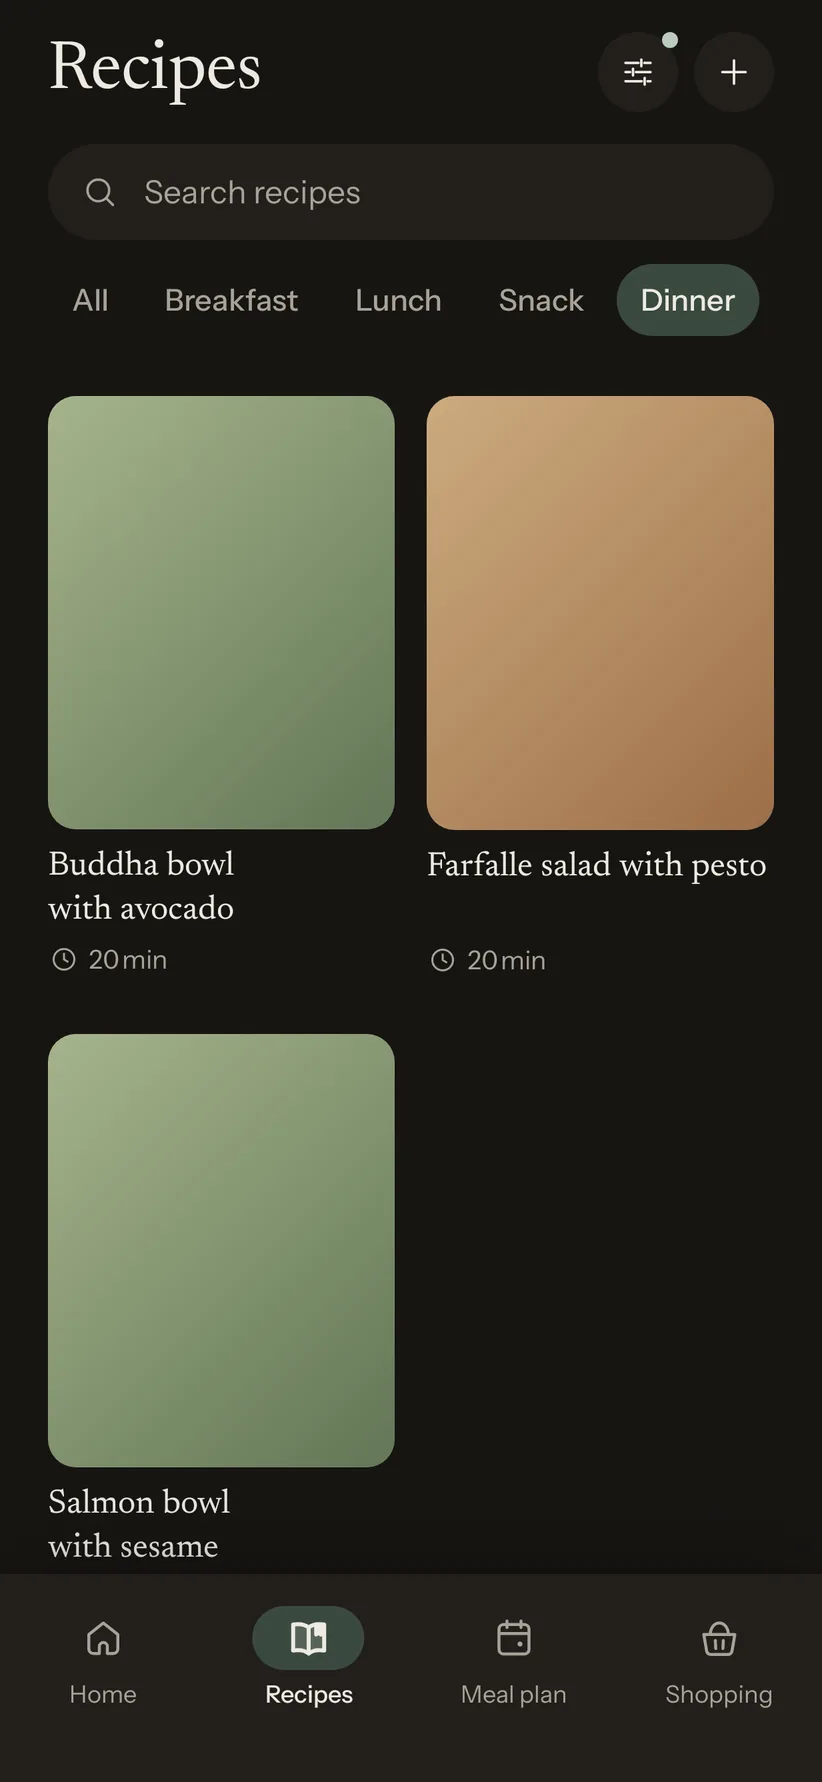 Recipes
Search recipes
All Breakfast Lunch Snack Dinner
Buddha bowl
with avocado
20 min
Farfalle salad with pesto
20 min
Salmon bowl
with sesame
Home Recipes Meal plan Shopping